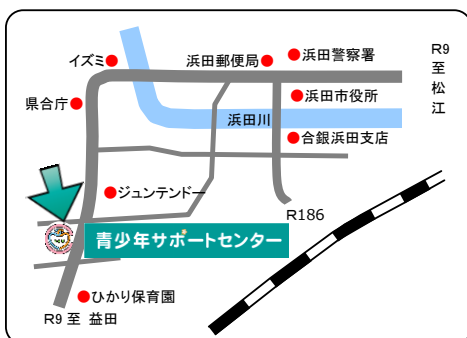 イズミ
浜田郵便局
浜田警察署
R9
至
松
江
県合庁
浜田市役所
浜田川
合銀浜田支店
ジュンテンドー
R186
青少年サポートセンター
ひかり保育園
R9 至 益田